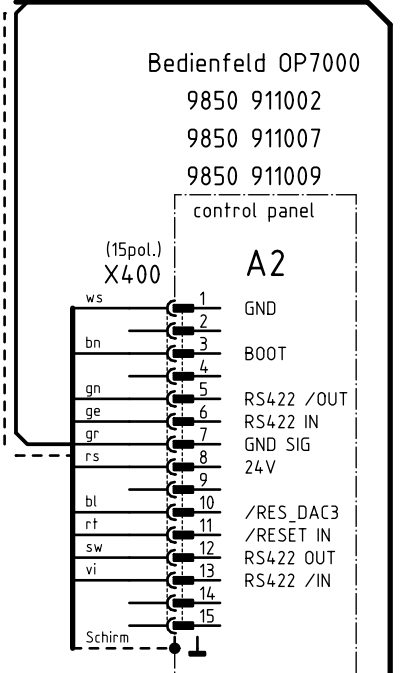 Bedienfeld OP7000
9850 911002
9850 911007
9850 911009
control panel
(15pol.)
X400
A2
ws 1 GND
2
bn 3 BOOT
4
gn 5 RS422 /OUT
ge 6 RS422 IN
gr 7 GND SIG
rs 8 24V
9
bl 10 /RES_DAC3
rt 11 /RESET IN
sw 12 RS422 OUT
vi 13 RS422 /IN
14
15
Schirm